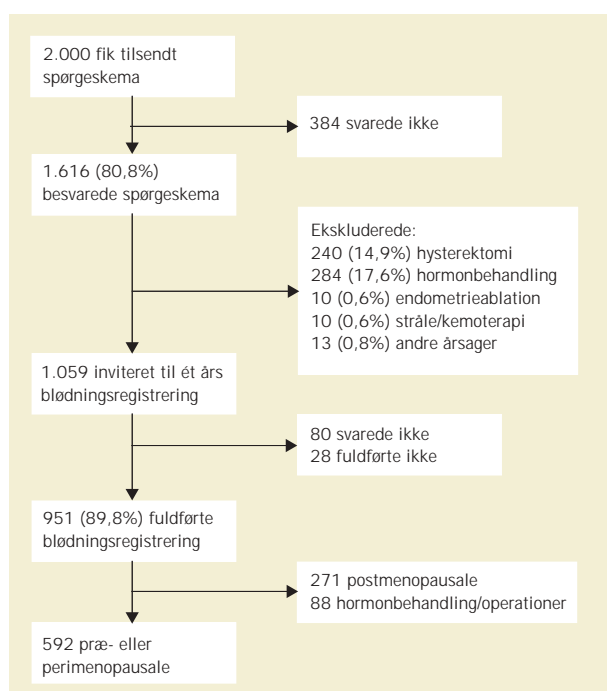 2.000 fik tilsendt
spørgeskema
384 svarede ikke
1.616 (80,8%)
besvarede spørgeskema
Ekskluderede:
240 (14,9%) hysterektomi
284 (17,6%) hormonbehandling
10 (0,6%) endometrieablation
10 (0,6%) stråle/kemoterapi
13 (0,8%) andre årsager
1.059 inviteret til ét års
blødningsregistrering
80 svarede ikke
28 fuldførte ikke
951 (89,8%) fuldførte
blødningsregistrering
271 postmenopausale
88 hormonbehandling/operationer
592 præ- eller
perimenopausale